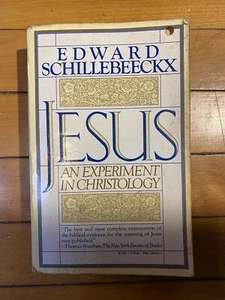 EDWARD
SCHILLEBEECKX
JESUS
AN EXPERIMENT
IN CHRISTOLOGY
"The best and most complete examination of
the biblical evidence for the meaning of Jesus
ever published."
—Thomas Sheehan, The New York Review of Books